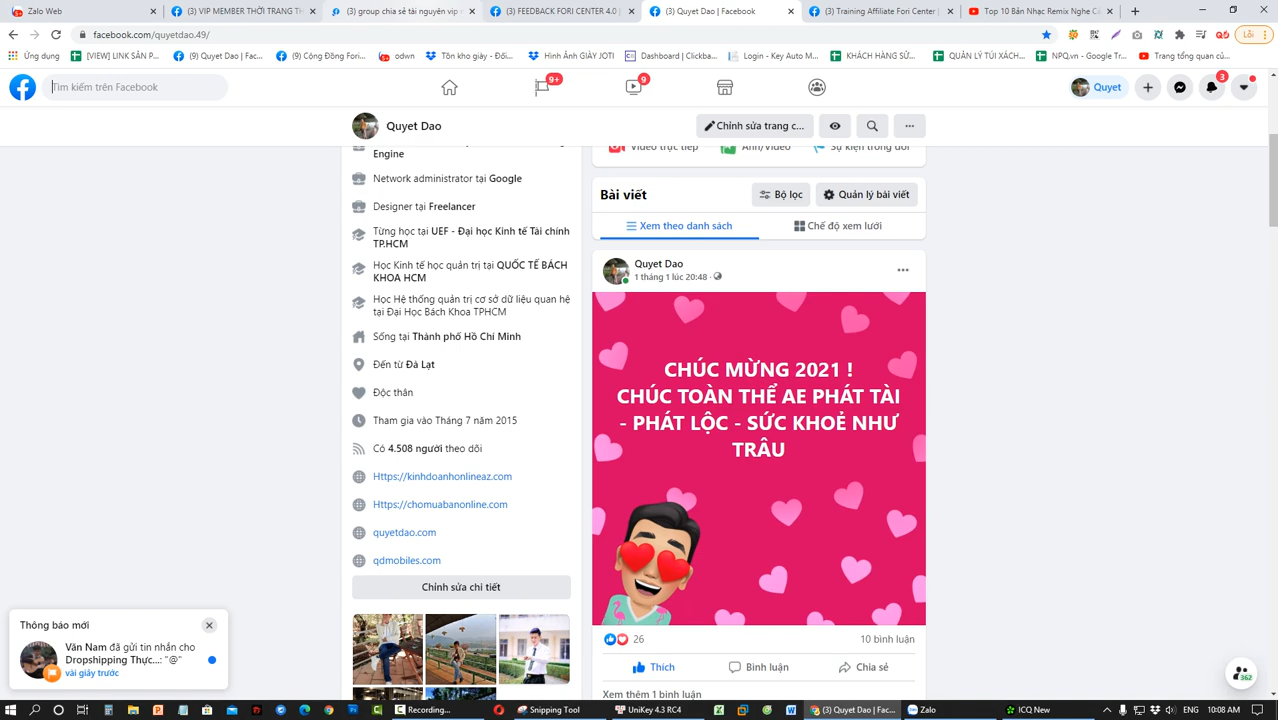 Zalo Web
(3) VIP MEMBER THỜI TRANG TH
group chia sẻ tài nguyên vip
(3) FEEDBACK FORI CENTER 4.0
(3) Quyet Dao | Facebook
(3) Training Affiliate Fori Center
Top 10 Bản Nhạc Remix Nghe Cá
facebook.com/quyetdao.49/
Lỗi
Ứng dụng
[VIEW] LINK SẢN P...
(9) Quyet Dao | Fac...
(9) Cộng Đồng Fori...
odwn
Tồn kho giày - Đối...
Hình Ảnh GIÀY JOTI
Dashboard | Clickba...
Login - Key Auto M...
KHÁCH HÀNG SỬ...
QUẢN LÝ TÚI XÁCH...
NPQ.vn - Google Tr...
Trang tổng quan củ...
Tìm kiếm trên Facebook
9+
9
Quyet
3
Quyet Dao
Chỉnh sửa trang c...
Engine
Network administrator tại Google
Designer tại Freelancer
Từng học tại UEF - Đại học Kinh tế Tài chính
TP.HCM
Học Kinh tế học quản trị tại QUỐC TẾ BÁCH
KHOA HCM
Học Hệ thống quản trị cơ sở dữ liệu quan hệ
tại Đại Học Bách Khoa TPHCM
Sống tại Thành phố Hồ Chí Minh
Đến từ Đà Lạt
Độc thân
Tham gia vào Tháng 7 năm 2015
Có 4.508 người theo dõi
Https://kinhdoanhonlineaz.com
Https://chomuabanonline.com
quyetdao.com
qdmobiles.com
Chỉnh sửa chi tiết
Video trực tiếp
Ảnh/Video
Sự kiện trong đời
Bài viết
Bộ lọc
Quản lý bài viết
Xem theo danh sách
Chế độ xem lưới
Quyet Dao
1 tháng 1 lúc 20:48 ·
CHÚC MỪNG 2021 !
CHÚC TOÀN THỂ AE PHÁT TÀI
- PHÁT LỘC - SỨC KHOẺ NHƯ
TRÂU
26
10 bình luận
Thích
Bình luận
Chia sẻ
Xem thêm 1 bình luận
Thông báo mới
Văn Nam đã gửi tin nhắn cho
Dropshipping Thực...: "@"
vài giây trước
362
Recording...
Snipping Tool
UniKey 4.3 RC4
(3) Quyet Dao | Fac...
Zalo
ICQ New
ENG
10:08 AM